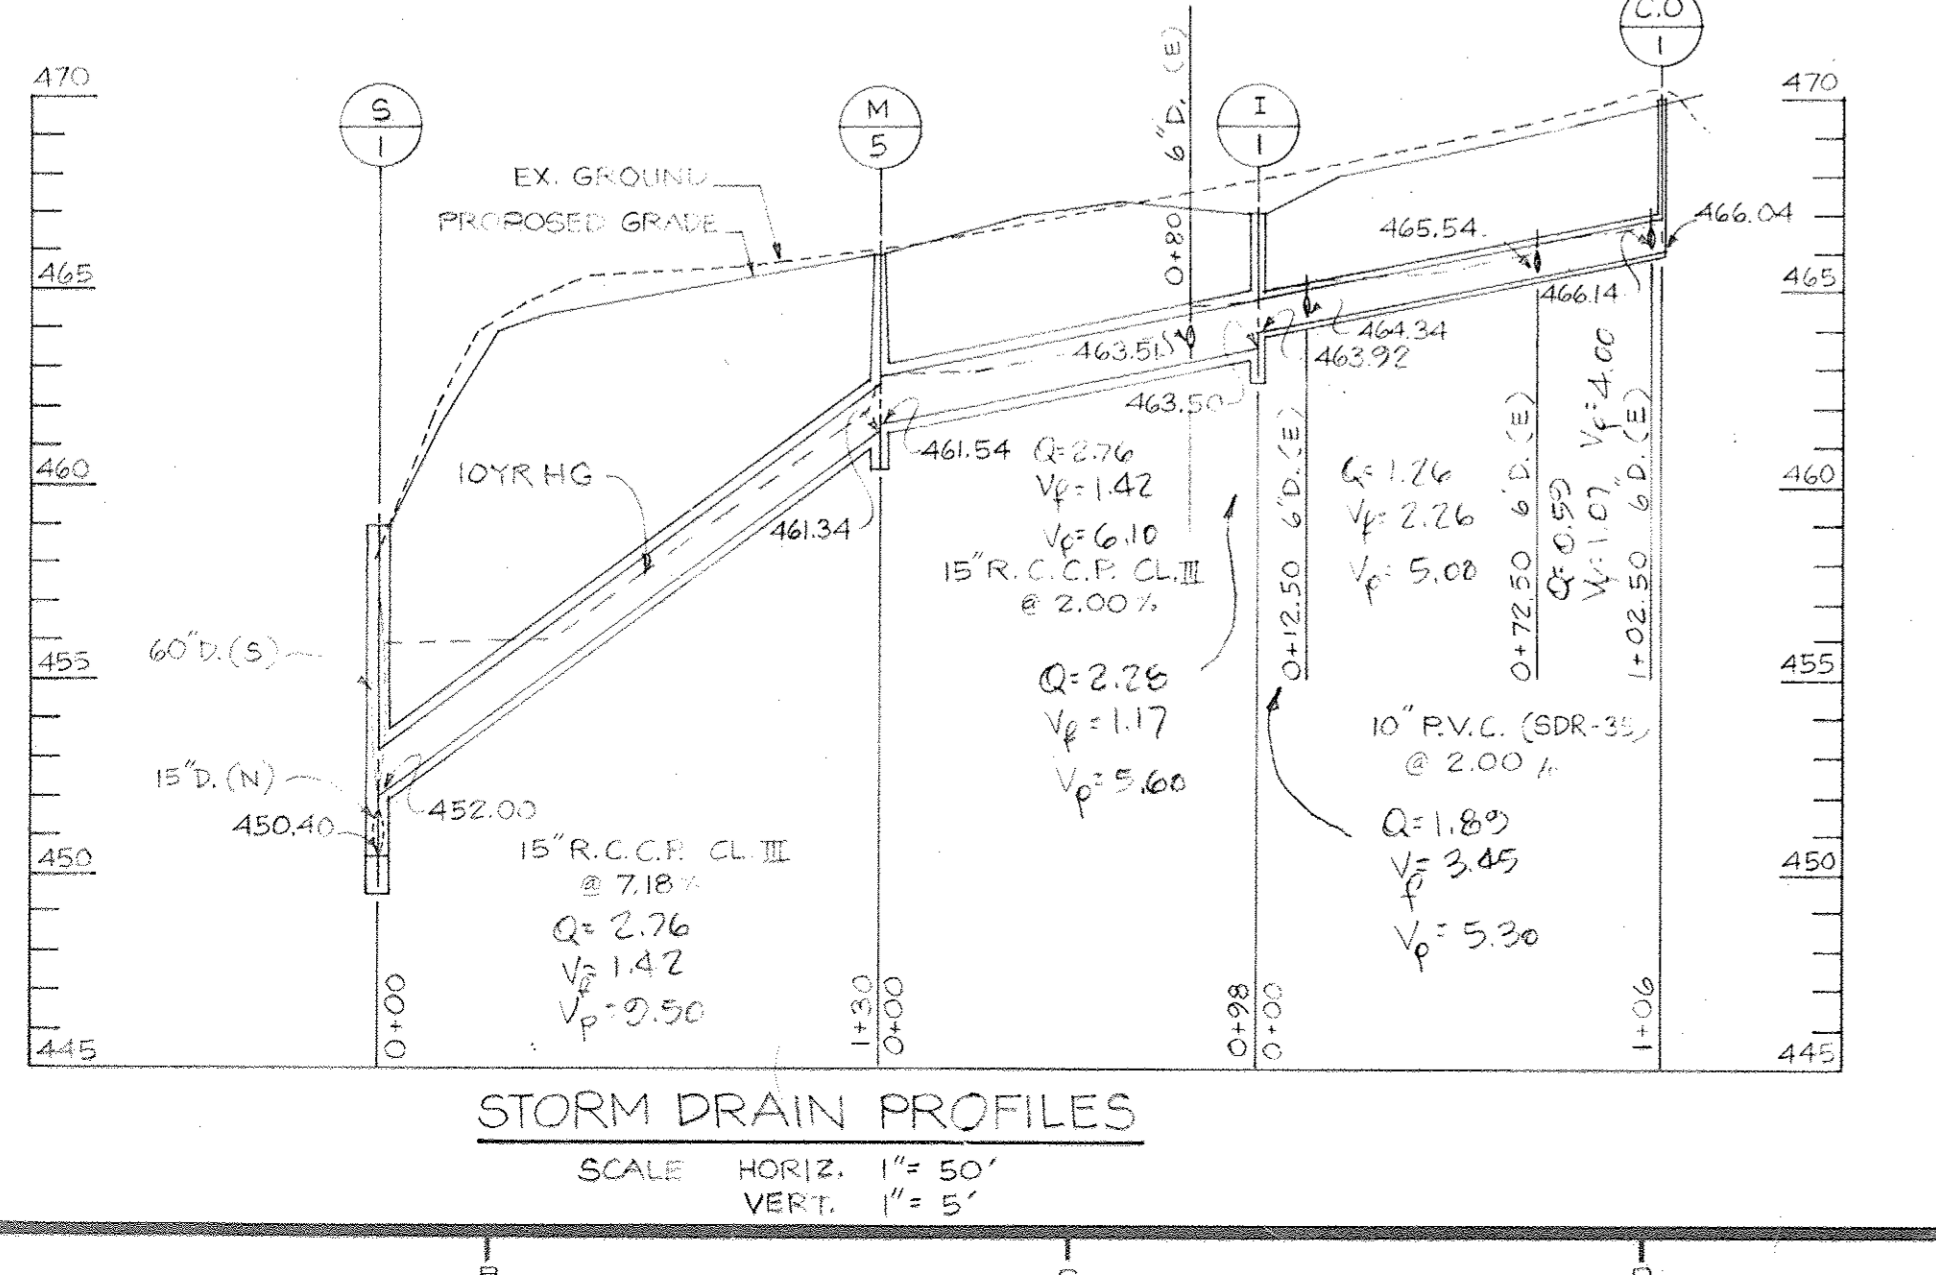 C.O
1
470
S
1
M
5
I
1
470
6"D. (E)
0+80
EX. GROUND
PROPOSED GRADE
465
465.54
466.04
465
466.14
463.51
464.34
463.92
463.50
460
10YR HG
461.54
461.34
Q=2.76
Vf=1.42
Vp=6.10
15"R.C.C.P. CL.III
@ 2.00%
0+12.50 6"D.(E)
Q=1.26
Vf=2.26
Vp=5.00
0+72.50 6"D.(E)
Q=0.59
Vf=1.07
Vp=4.00
1+02.50 6"D.(E)
460
60"D.(S)
455
Q=2.28
Vf=1.17
Vp=5.60
10" P.V.C. (SDR-35)
@ 2.00%
455
15"D.(N)
450.40
452.00
450
15"R.C.C.P. CL.III
@ 7.18%
Q=2.76
Vf=1.42
Vp=9.50
Q=1.89
Vf=3.45
Vp=5.30
450
0+00
1+30
0+00
0+98
0+00
1+06
445
445
STORM DRAIN PROFILES
SCALE HORIZ. 1"=50'
VERT. 1"=5'